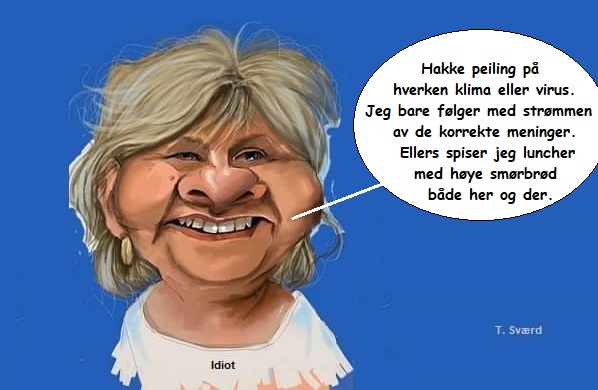 Hakke peiling på
hverken klima eller virus.
Jeg bare følger med strømmen
av de korrekte meninger.
Ellers spiser jeg luncher
med høye smørbrød
både her og der.
T. Sværd
Idiot